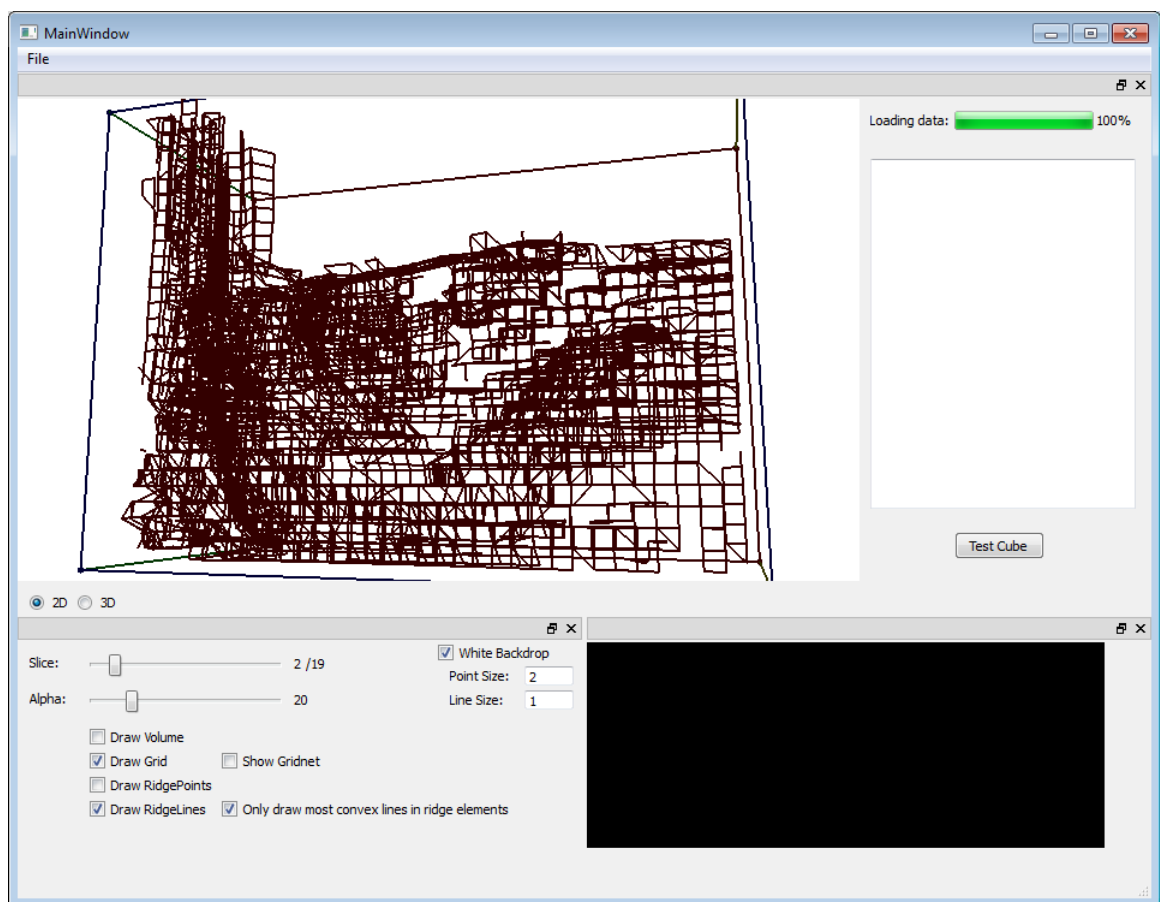 MainWindow
File
Loading data: 100%
Test Cube
2D 3D
Slice: 2 /19
Alpha: 20
White Backdrop
Point Size: 2
Line Size: 1
Draw Volume
Draw Grid Show Gridnet
Draw RidgePoints
Draw RidgeLines Only draw most convex lines in ridge elements